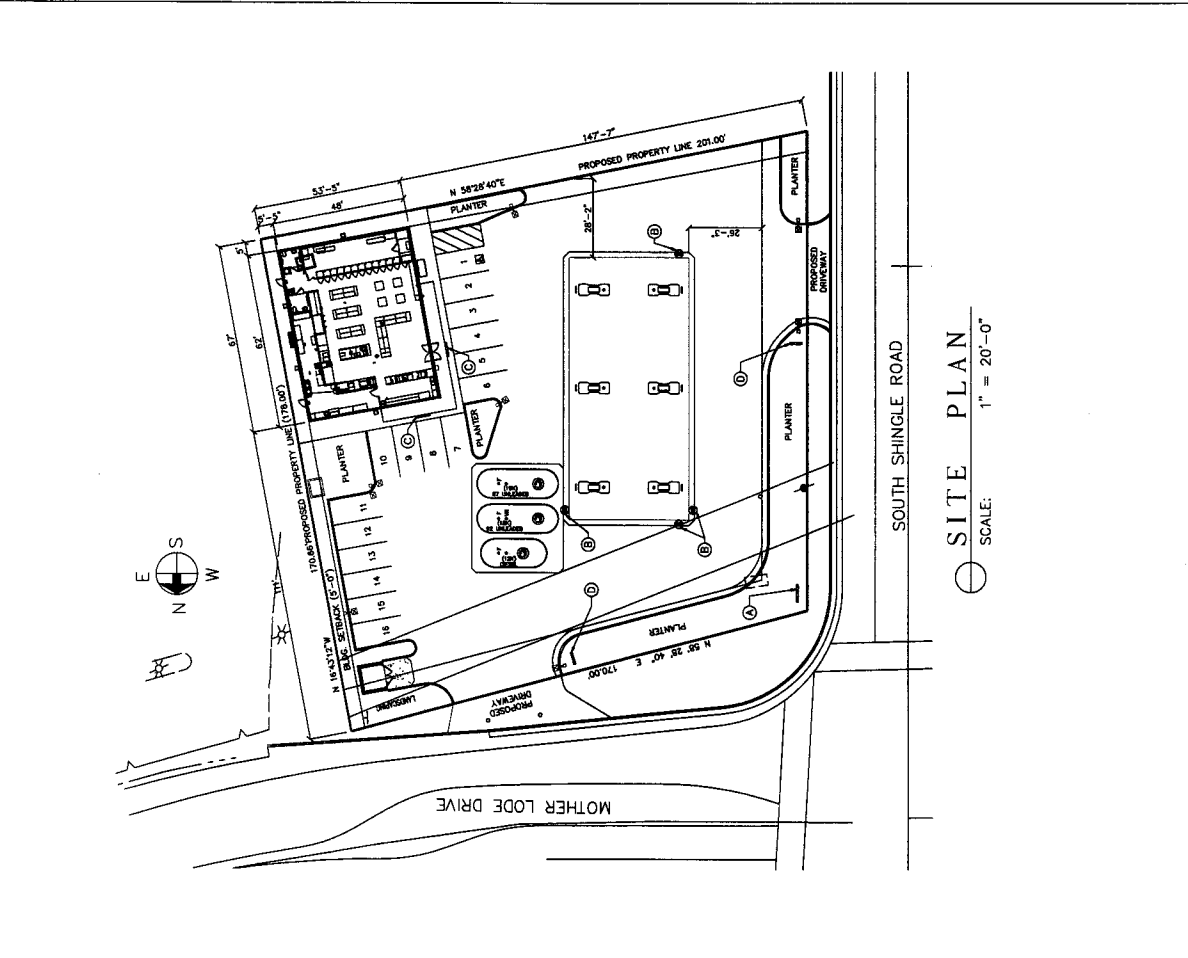 147'-7"
PROPOSED PROPERTY LINE 201.00'
N 58°28'40"E
53'-5"
48'
5'-5"
5'
67'
62'
PROPOSED PROPERTY LINE (178.00')
170.86'
111'
BLDG. SETBACK (5'-0")
N 16°43'12"W
PLANTER
28'-2"
26'-3"
PLANTER
PROPOSED
DRIVEWAY
1
2
3
4
5
6
7
8
9
10
11
12
13
14
15
16
PLANTER
PLANTER
PLANTER
PLANTER
B
B
B
C
C
D
D
A
87 UNLEADED
LANDSCAPING
PROPOSED
DRIVEWAY
N 58° 28' 40" E 170.00'
E
S
N
W
MOTHER LODE DRIVE
SOUTH SHINGLE ROAD
SITE PLAN
SCALE: 1" = 20'-0"